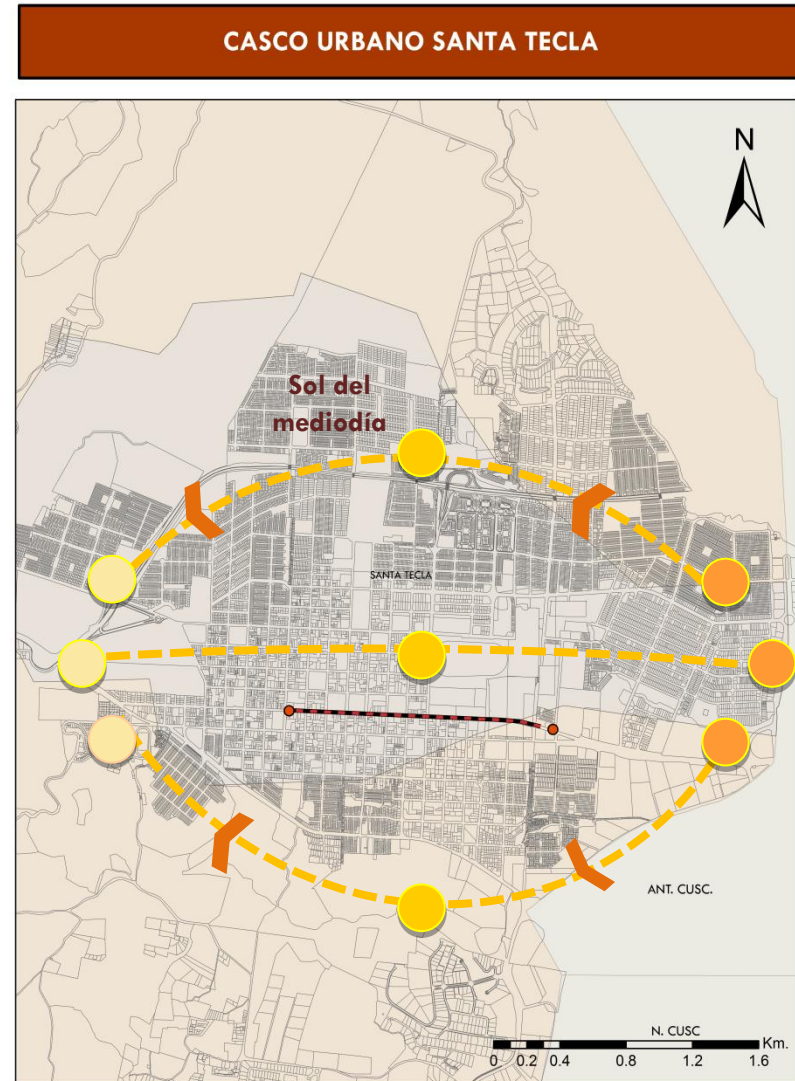 CASCO URBANO SANTA TECLA
N
Sol del
mediodía
SANTA TECLA
ANT. CUSC.
N. CUSC
Km.
0 0.2 0.4 0.8 1.2 1.6